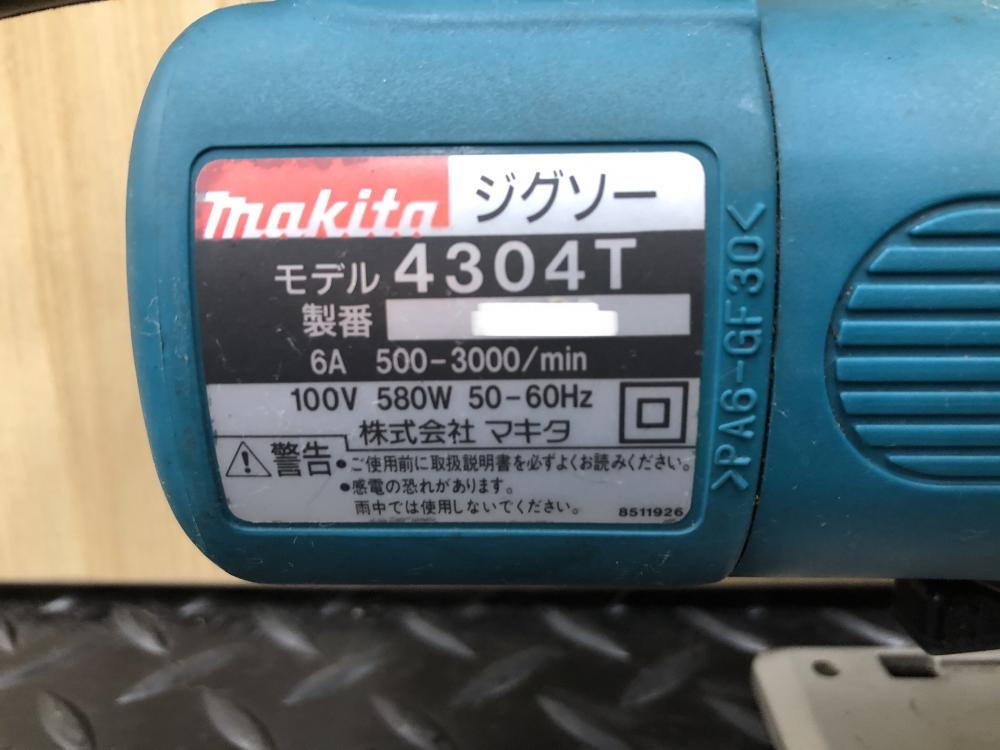 makita ジグソー
モデル 4304T
製番
6A 500-3000/min
100V 580W 50-60Hz
株式会社 マキタ
警告 •ご使用前に取扱説明書を必ずよくお読みください。
•感電の恐れがあります。
雨中では使用しないでください。
8511926
>PA6-GF30<